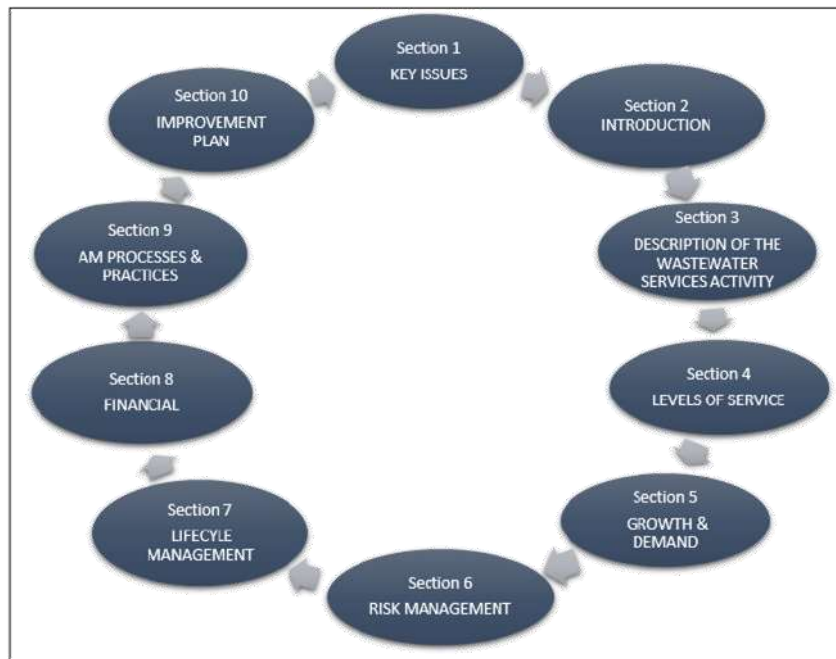 Section 1
KEY ISSUES
Section 2
INTRODUCTION
Section 3
DESCRIPTION OF THE
WASTEWATER
SERVICES ACTIVITY
Section 4
LEVELS OF SERVICE
Section 5
GROWTH &
DEMAND
Section 6
RISK MANAGEMENT
Section 7
LIFECYLE
MANAGEMENT
Section 8
FINANCIAL
Section 9
AM PROCESSES &
PRACTICES
Section 10
IMPROVEMENT
PLAN